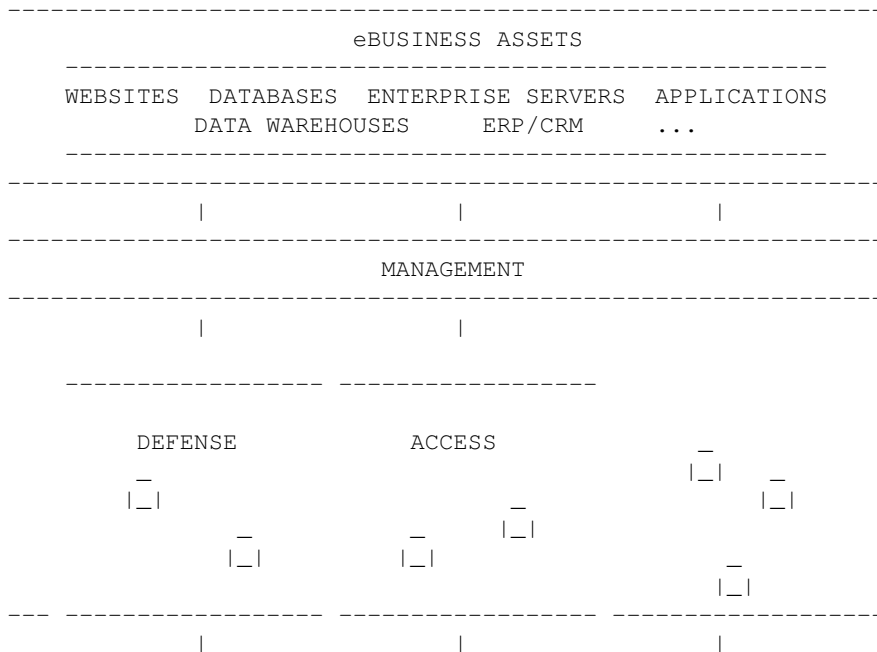 eBUSINESS ASSETS
WEBSITES DATABASES ENTERPRISE SERVERS APPLICATIONS
DATA WAREHOUSES ERP/CRM ...
MANAGEMENT
DEFENSE ACCESS